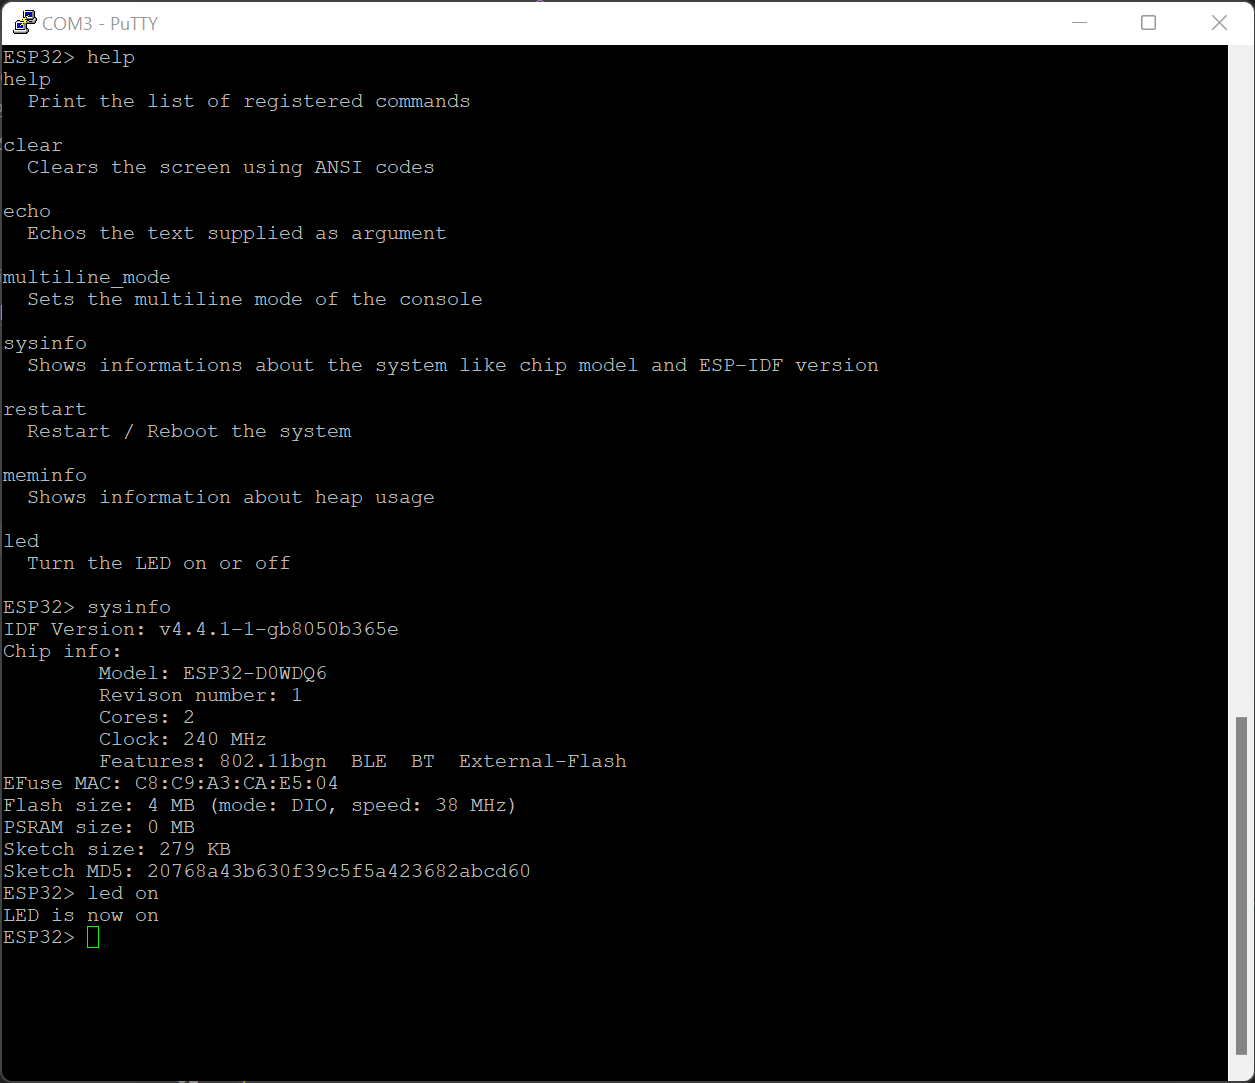 COM3 - PuTTY
ESP32> help
help
  Print the list of registered commands

clear
  Clears the screen using ANSI codes

echo
  Echos the text supplied as argument

multiline_mode
  Sets the multiline mode of the console

sysinfo
  Shows informations about the system like chip model and ESP-IDF version

restart
  Restart / Reboot the system

meminfo
  Shows information about heap usage

led
  Turn the LED on or off

ESP32> sysinfo
IDF Version: v4.4.1-1-gb8050b365e
Chip info:
        Model: ESP32-D0WDQ6
        Revison number: 1
        Cores: 2
        Clock: 240 MHz
        Features: 802.11bgn  BLE  BT  External-Flash
EFuse MAC: C8:C9:A3:CA:E5:04
Flash size: 4 MB (mode: DIO, speed: 38 MHz)
PSRAM size: 0 MB
Sketch size: 279 KB
Sketch MD5: 20768a43b630f39c5f5a423682abcd60
ESP32> led on
LED is now on
ESP32>